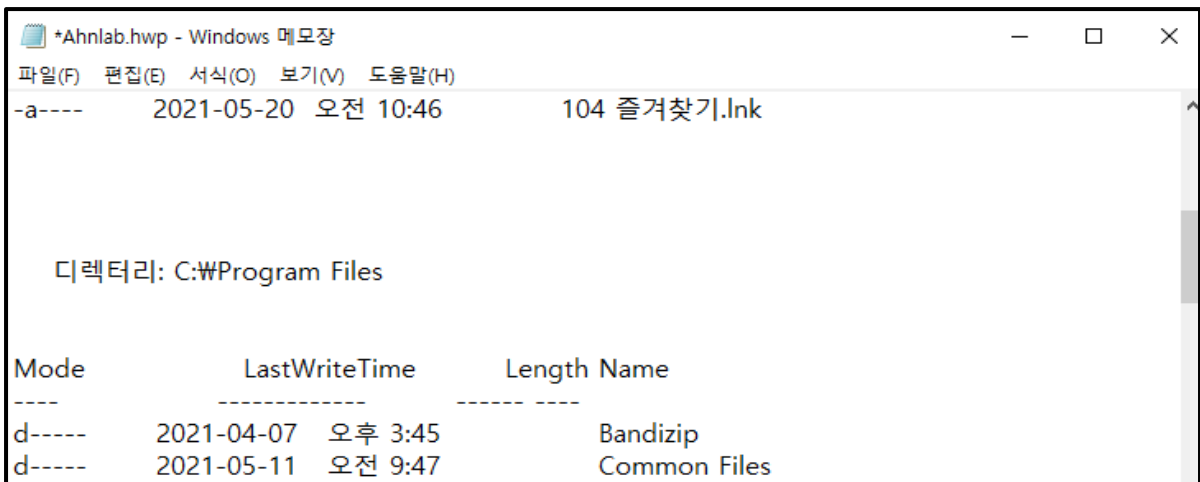 *Ahnlab.hwp - Windows 메모장
파일(F) 편집(E) 서식(O) 보기(V) 도움말(H)
-a---- 2021-05-20 오전 10:46 104 즐겨찾기.lnk
디렉터리: C:₩Program Files
Mode LastWriteTime Length Name
---- ------------- ------ ----
d----- 2021-04-07 오후 3:45 Bandizip
d----- 2021-05-11 오전 9:47 Common Files